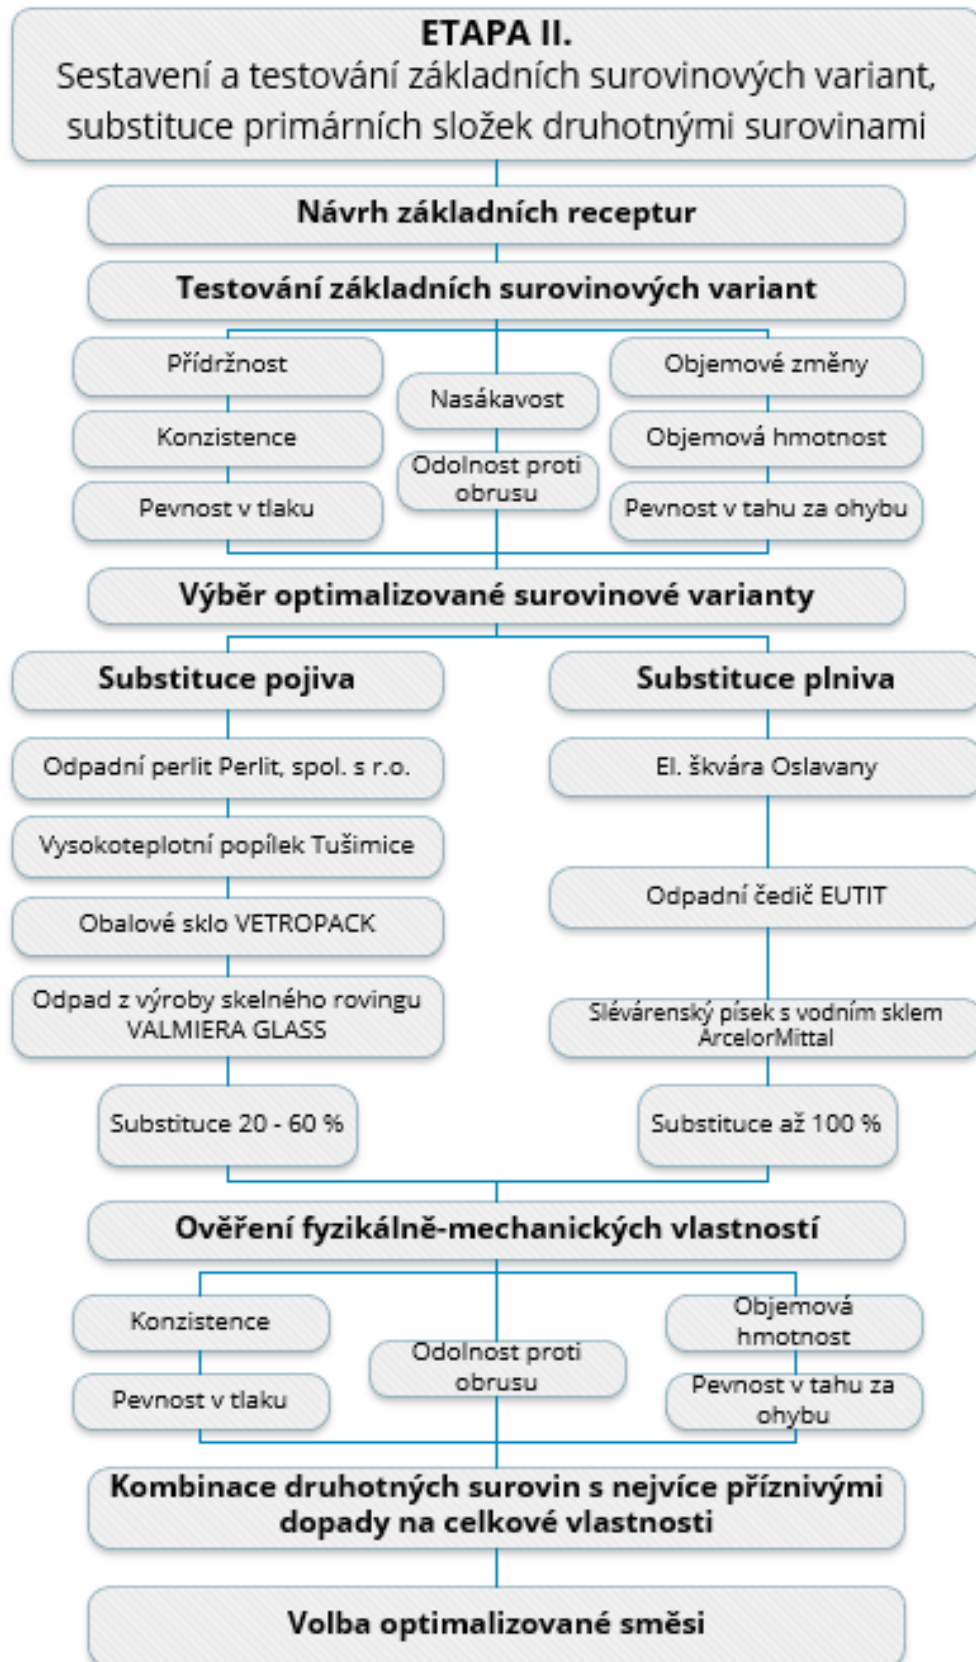 ETAPA II.
Sestavení a testování základních surovinových variant,
substituce primárních složek druhotnými surovinami
Návrh základních receptur
Testování základních surovinových variant
Přídržnost
Konzistence
Pevnost v tlaku
Nasákavost
Odolnost proti
obrusu
Objemové změny
Objemová hmotnost
Pevnost v tahu za ohybu
Výběr optimalizované surovinové varianty
Substituce pojiva
Odpadní perlit Perlit, spol. s r.o.
Vysokoteplotní popílek Tušimice
Obalové sklo VETROPACK
Odpad z výroby skelného rovingu
VALMIERA GLASS
Substituce 20 - 60 %
Substituce plniva
El. škvára Oslavany
Odpadní čedič EUTIT
Slévárenský písek s vodním sklem
ArcelorMittal
Substituce až 100 %
Ověření fyzikálně-mechanických vlastností
Konzistence
Pevnost v tlaku
Odolnost proti
obrusu
Objemová
hmotnost
Pevnost v tahu za
ohybu
Kombinace druhotných surovin s nejvíce příznivými
dopady na celkové vlastnosti
Volba optimalizované směsi